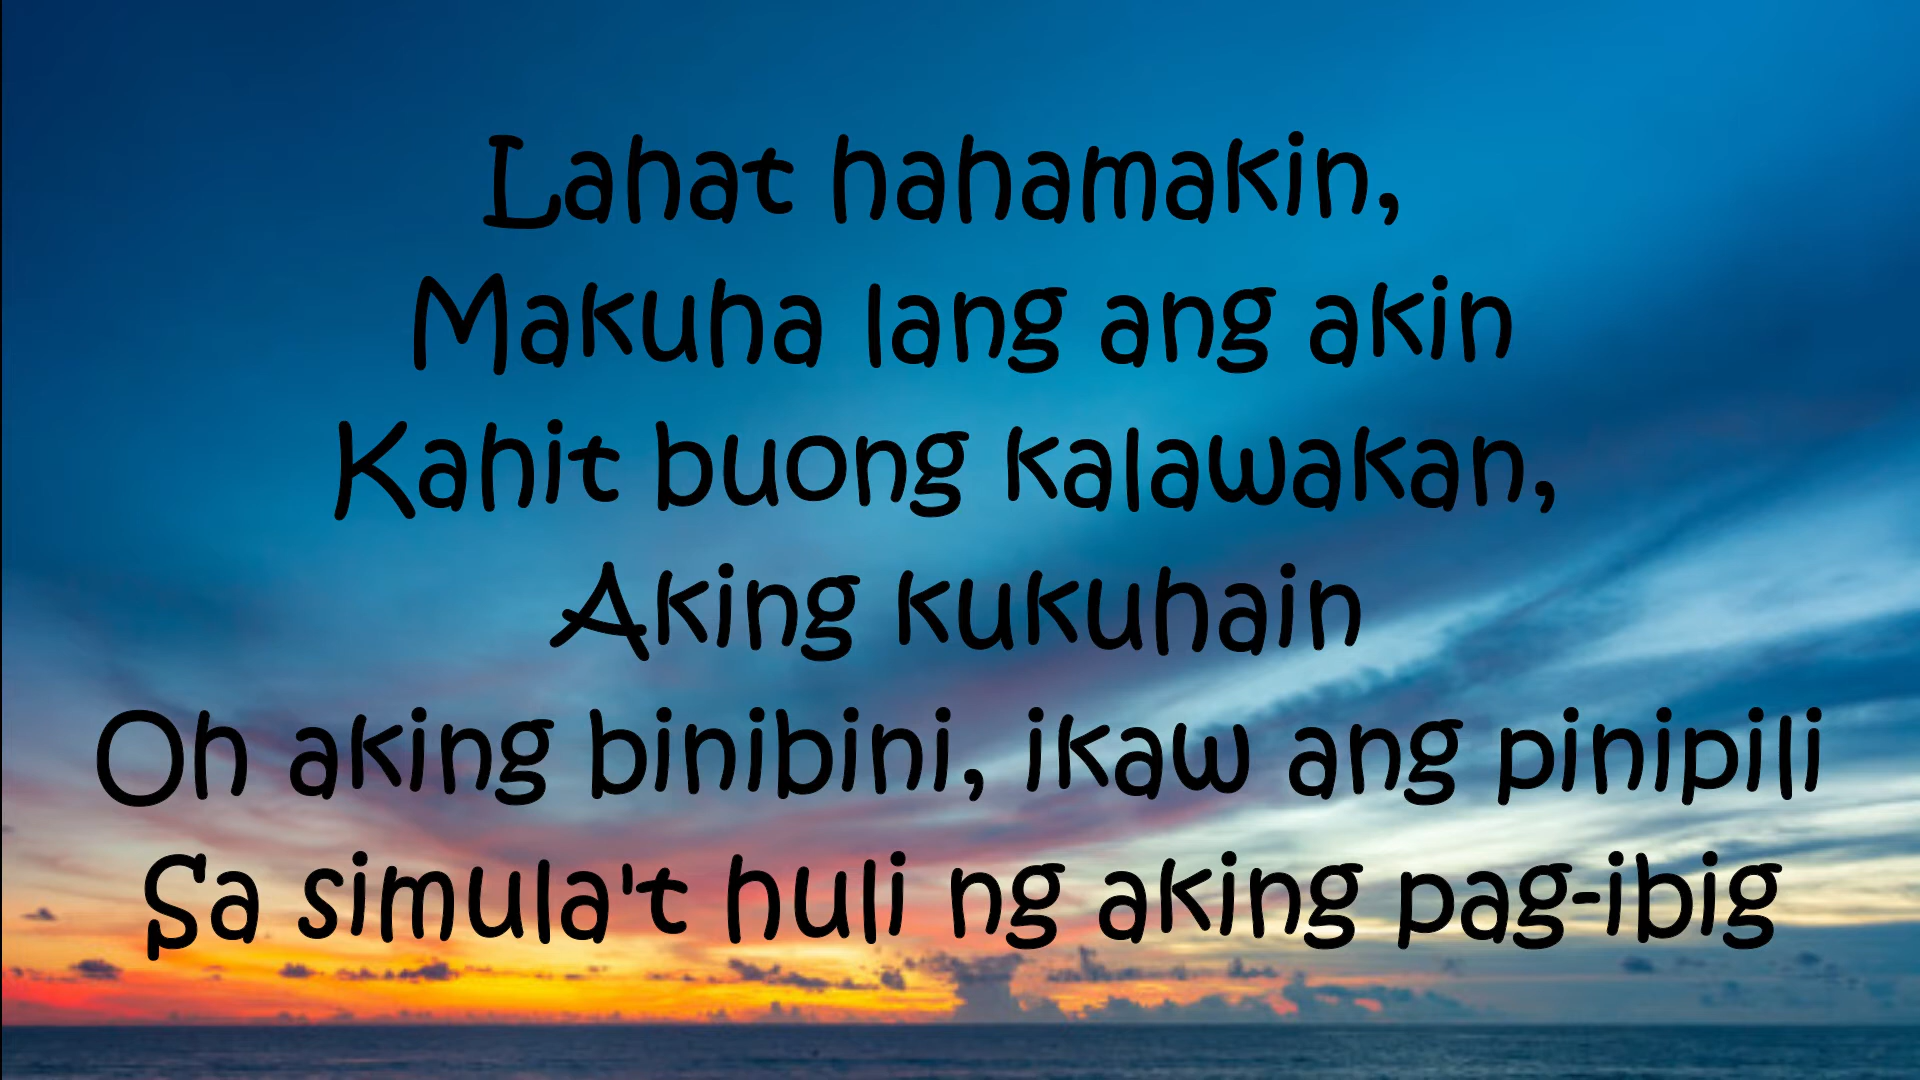 Lahat hahamakin,
Makuha lang ang akin
Kahit buong kalawakan,
Aking kukuhain
Oh aking binibini, ikaw ang pinipili
Sa simula't huli ng aking pag-ibig